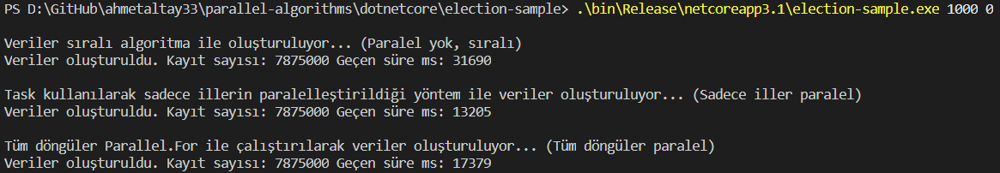 PS D:\GitHub\ahmetaltay33\parallel-algorithms\dotnetcore\election-sample> .\bin\Release\netcoreapp3.1\election-sample.exe 1000 0
Veriler sıralı algoritma ile oluşturuluyor... (Paralel yok, sıralı)
Veriler oluşturuldu. Kayıt sayısı: 7875000 Geçen süre ms: 31690
Task kullanılarak sadece illerin paralelleştirildiği yöntem ile veriler oluşturuluyor... (Sadece iller paralel)
Veriler oluşturuldu. Kayıt sayısı: 7875000 Geçen süre ms: 13205
Tüm döngüler Parallel.For ile çalıştırılarak veriler oluşturuluyor... (Tüm döngüler paralel)
Veriler oluşturuldu. Kayıt sayısı: 7875000 Geçen süre ms: 17379